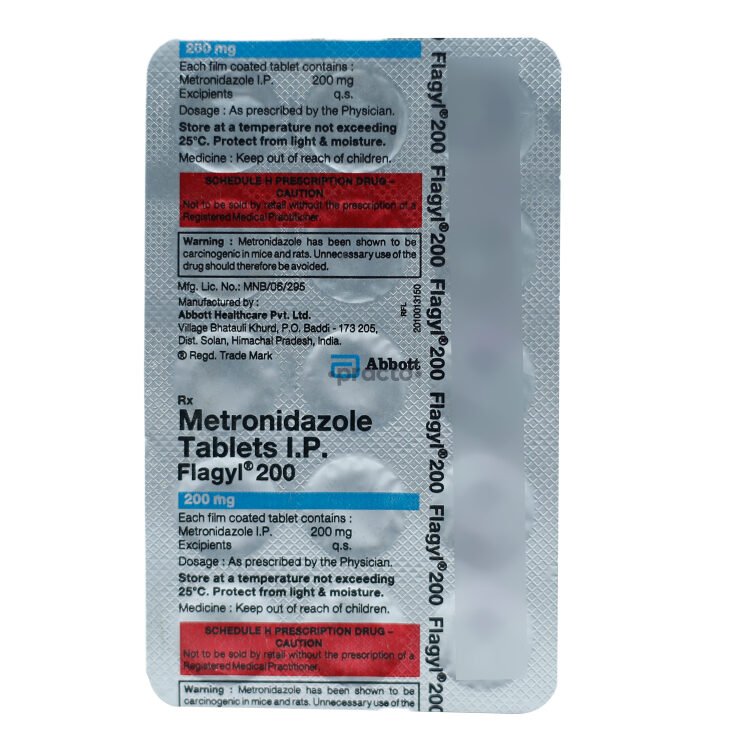 200 mg
Each film coated tablet contains :
Metronidazole I.P. 200 mg
Excipients q.s.
Dosage : As prescribed by the Physician.
Store at a temperature not exceeding
25°C. Protect from light & moisture.
Medicine : Keep out of reach of children.
SCHEDULE H PRESCRIPTION DRUG –
CAUTION
Not to be sold by retail without the prescription of a
Registered Medical Practitioner.
Warning : Metronidazole has been shown to be
carcinogenic in mice and rats. Unnecessary use of the
drug should therefore be avoided.
Mfg. Lic. No.: MNB/06/295
Manufactured by :
Abbott Healthcare Pvt. Ltd.
Village Bhatauli Khurd, P.O. Baddi - 173 205,
Dist. Solan, Himachal Pradesh, India.
® Regd. Trade Mark
RFL
2010013150
Abbott
practo
Rx
Metronidazole
Tablets I.P.
Flagyl® 200
200 mg
Each film coated tablet contains :
Metronidazole I.P. 200 mg
Excipients q.s.
Dosage : As prescribed by the Physician.
Store at a temperature not exceeding
25°C. Protect from light & moisture.
Medicine : Keep out of reach of children.
SCHEDULE H PRESCRIPTION DRUG –
CAUTION
Not to be sold by retail without the prescription of a
Registered Medical Practitioner.
Warning : Metronidazole has been shown to be
carcinogenic in mice and rats. Unnecessary use of the
Flagyl® 200 Flagyl® 200 Flagyl® 200 Flagyl® 200 Flagyl® 200 Flagyl® 200